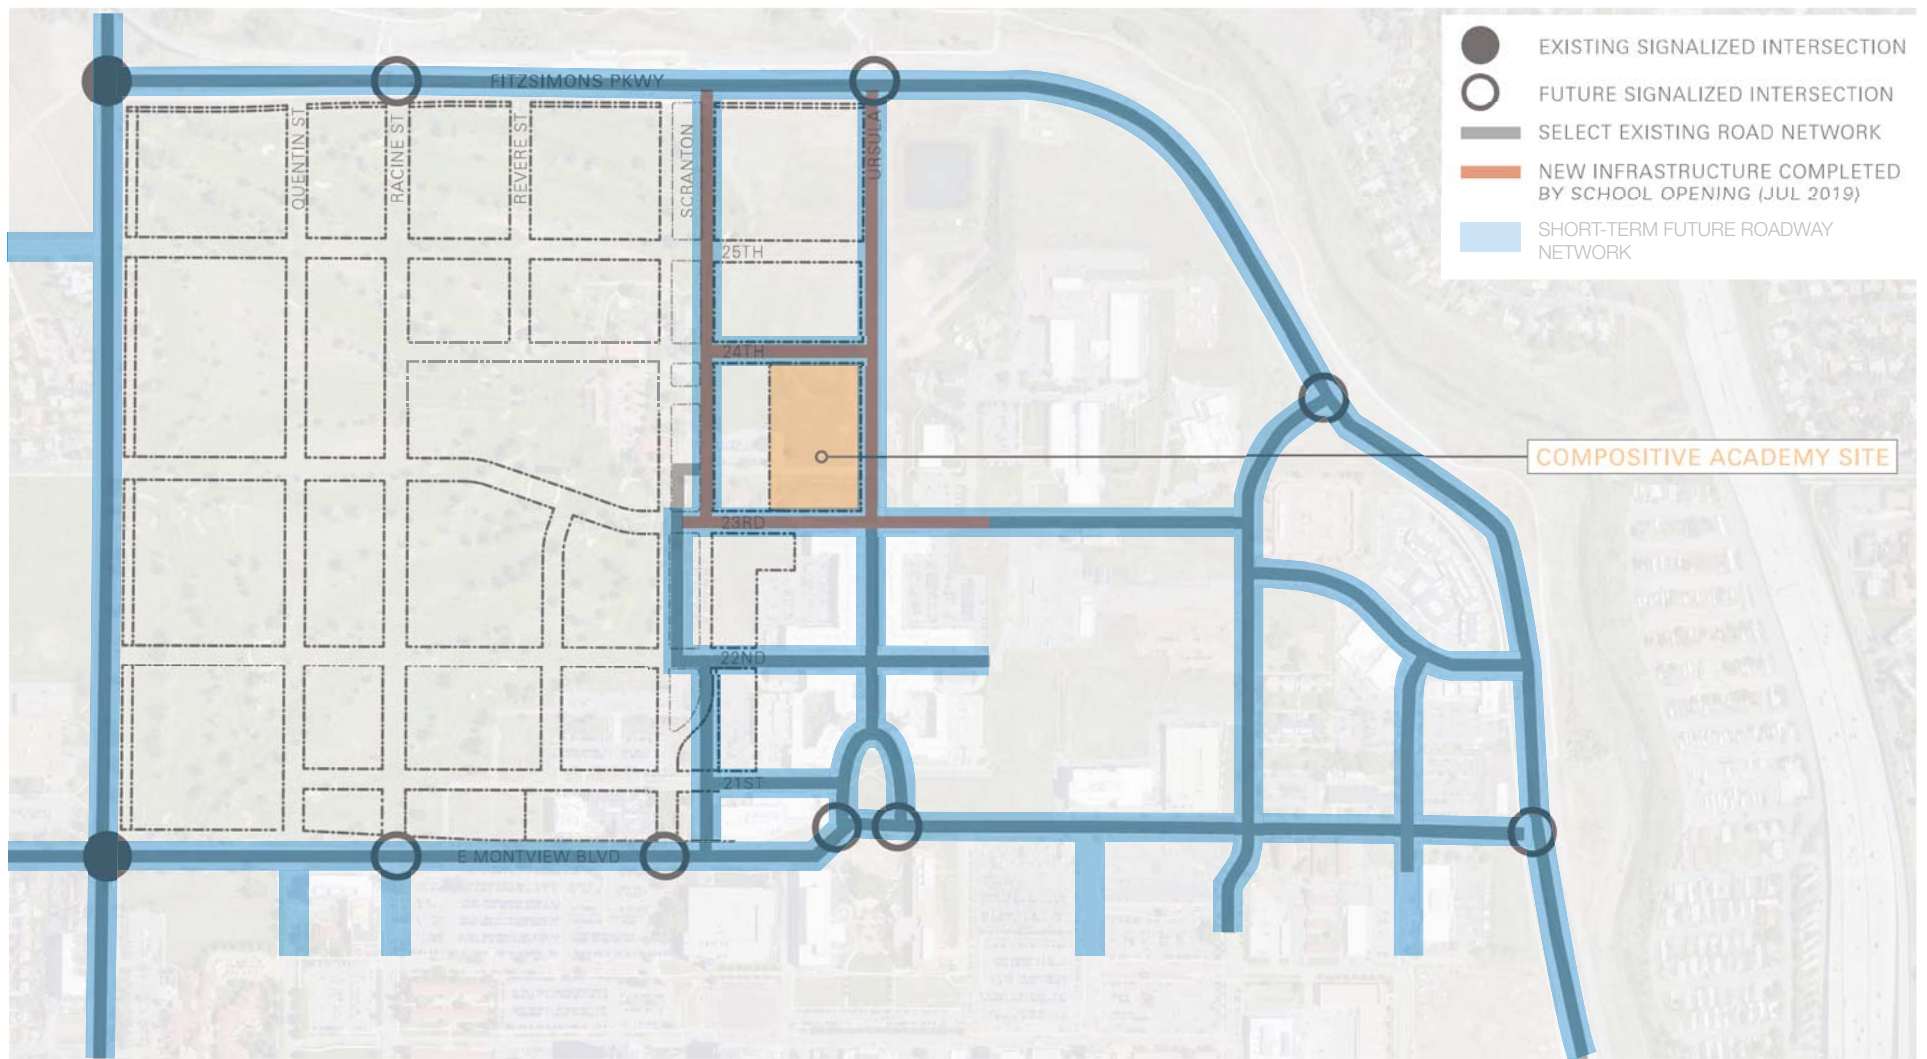 EXISTING SIGNALIZED INTERSECTION
FUTURE SIGNALIZED INTERSECTION
SELECT EXISTING ROAD NETWORK
NEW INFRASTRUCTURE COMPLETED
BY SCHOOL OPENING (JUL 2019)
SHORT-TERM FUTURE ROADWAY
NETWORK
FITZSIMONS PKWY
QUENTIN ST
RACINE ST
REVERE ST
SCRANTON
URSULA
25TH
24TH
COMPOSITIVE ACADEMY SITE
23RD
22ND
21ST
E MONTVIEW BLVD